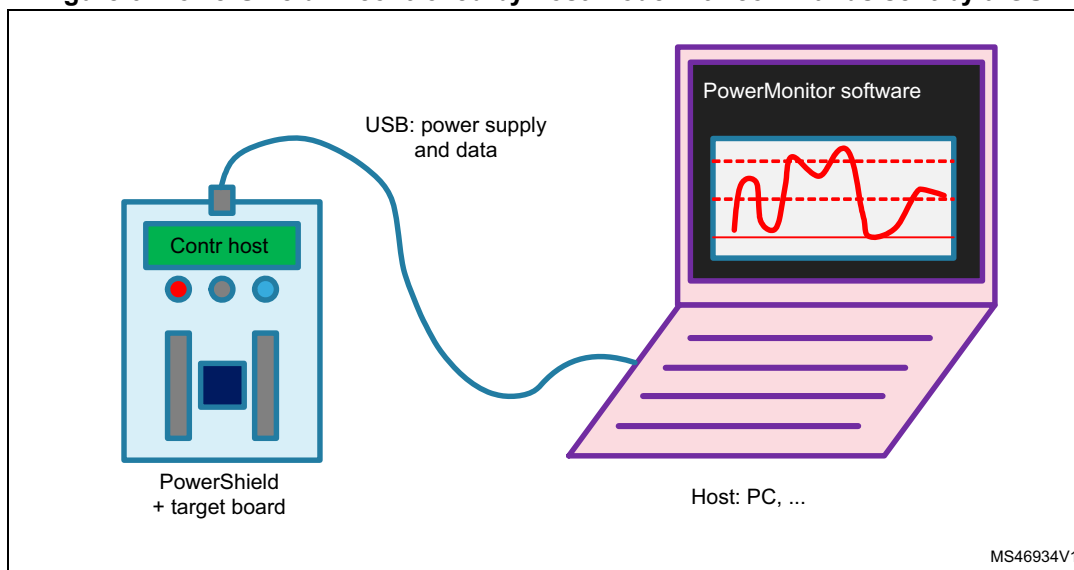 PowerMonitor software
USB: power supply
and data
Contr host
PowerShield
+ target board
Host: PC, ...
MS46934V1